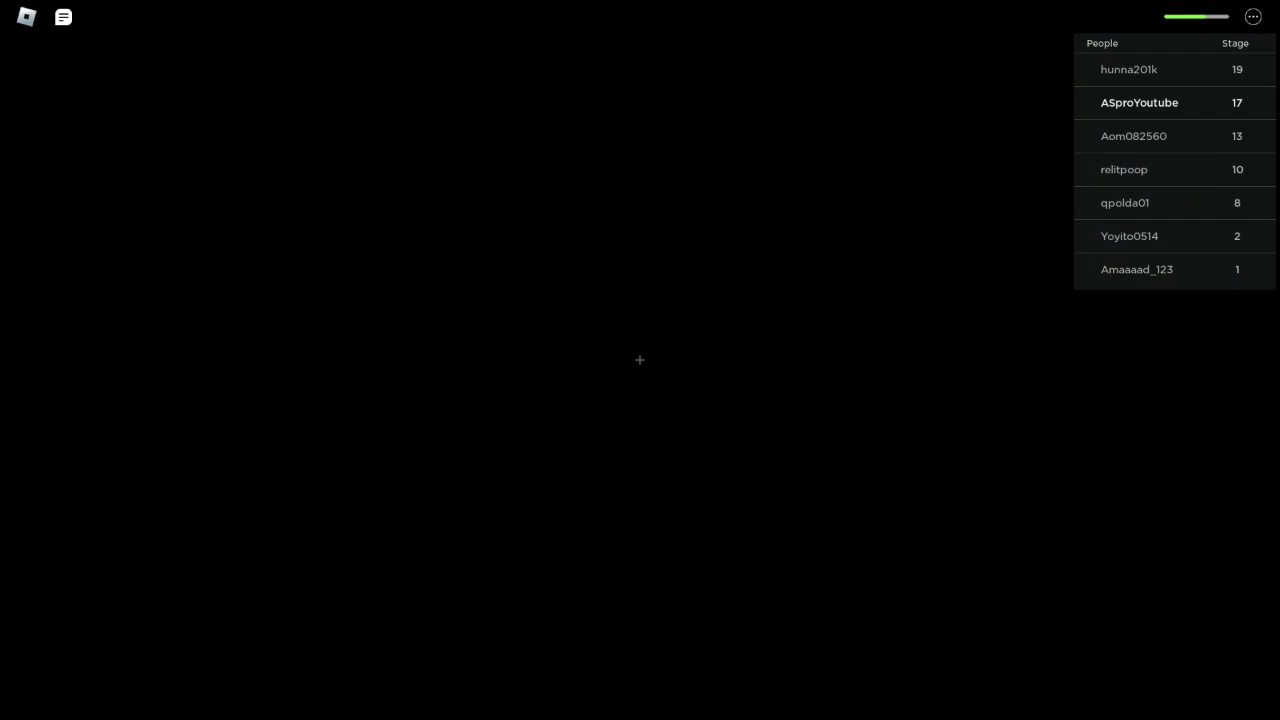 People Stage
hunna201k 19
ASproYoutube 17
Aom082560 13
relitpoop 10
qpolda01 8
Yoyito0514 2
Amaaaad_123 1